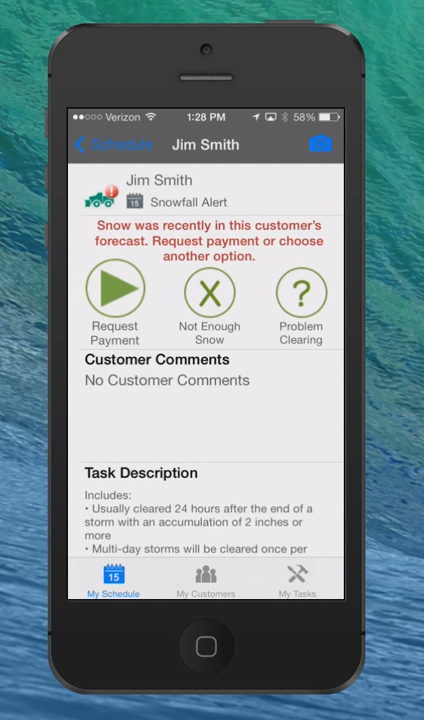 Verizon 1:28 PM 58%
Schedule Jim Smith
Jim Smith
15 Snowfall Alert
Snow was recently in this customer's
forecast. Request payment or choose
another option.
X ?
Request
Payment
Not Enough
Snow
Problem
Clearing
Customer Comments
No Customer Comments
Task Description
Includes:
• Usually cleared 24 hours after the end of a
storm with an accumulation of 2 inches or
more
• Multi-day storms will be cleared once per
15
My Schedule My Customers My Tasks